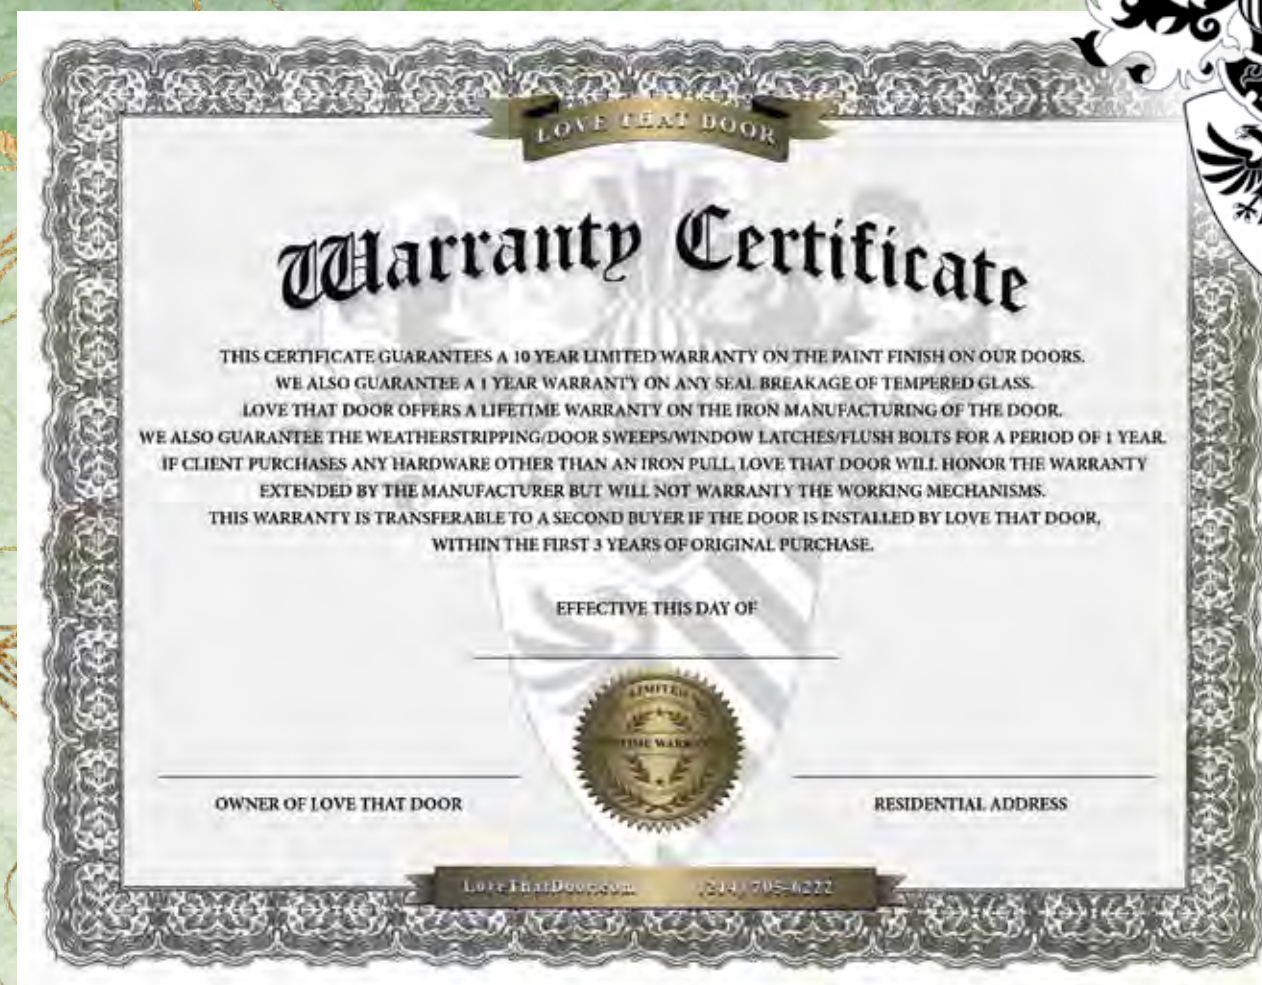 LOVE THAT DOOR
Warranty Certificate
THIS CERTIFICATE GUARANTEES A 10 YEAR LIMITED WARRANTY ON THE PAINT FINISH ON OUR DOORS.
WE ALSO GUARANTEE A 1 YEAR WARRANTY ON ANY SEAL BREAKAGE OF TEMPERED GLASS.
LOVE THAT DOOR OFFERS A LIFETIME WARRANTY ON THE IRON MANUFACTURING OF THE DOOR.
WE ALSO GUARANTEE THE WEATHERSTRIPPING/DOOR SWEEPS/WINDOW LATCHES/FLUSH BOLTS FOR A PERIOD OF 1 YEAR.
IF CLIENT PURCHASES ANY HARDWARE OTHER THAN AN IRON PULL, LOVE THAT DOOR WILL HONOR THE WARRANTY
EXTENDED BY THE MANUFACTURER BUT WILL NOT WARRANTY THE WORKING MECHANISMS.
THIS WARRANTY IS TRANSFERABLE TO A SECOND BUYER IF THE DOOR IS INSTALLED BY LOVE THAT DOOR,
WITHIN THE FIRST 3 YEARS OF ORIGINAL PURCHASE.
EFFECTIVE THIS DAY OF
LIMITED
OWNER OF LOVE THAT DOOR
RESIDENTIAL ADDRESS
LoveThatDoor.com (214) 705-6222